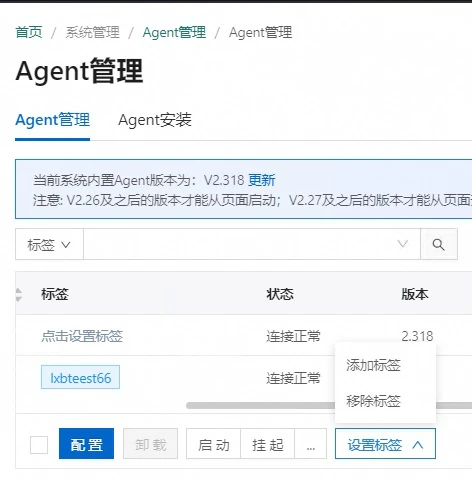 首页 / 系统管理 / Agent管理 / Agent管理
Agent管理
Agent管理 Agent安装
当前系统内置Agent版本为：V2.318 更新
注意: V2.26及之后的版本才能从页面启动；V2.27及之后的版本才能从页面
标签
标签 状态 版本
点击设置标签 连接正常 2.318
lxbteest66 连接正常
添加标签
移除标签
配 置 卸 载 启 动 挂 起 ... 设置标签